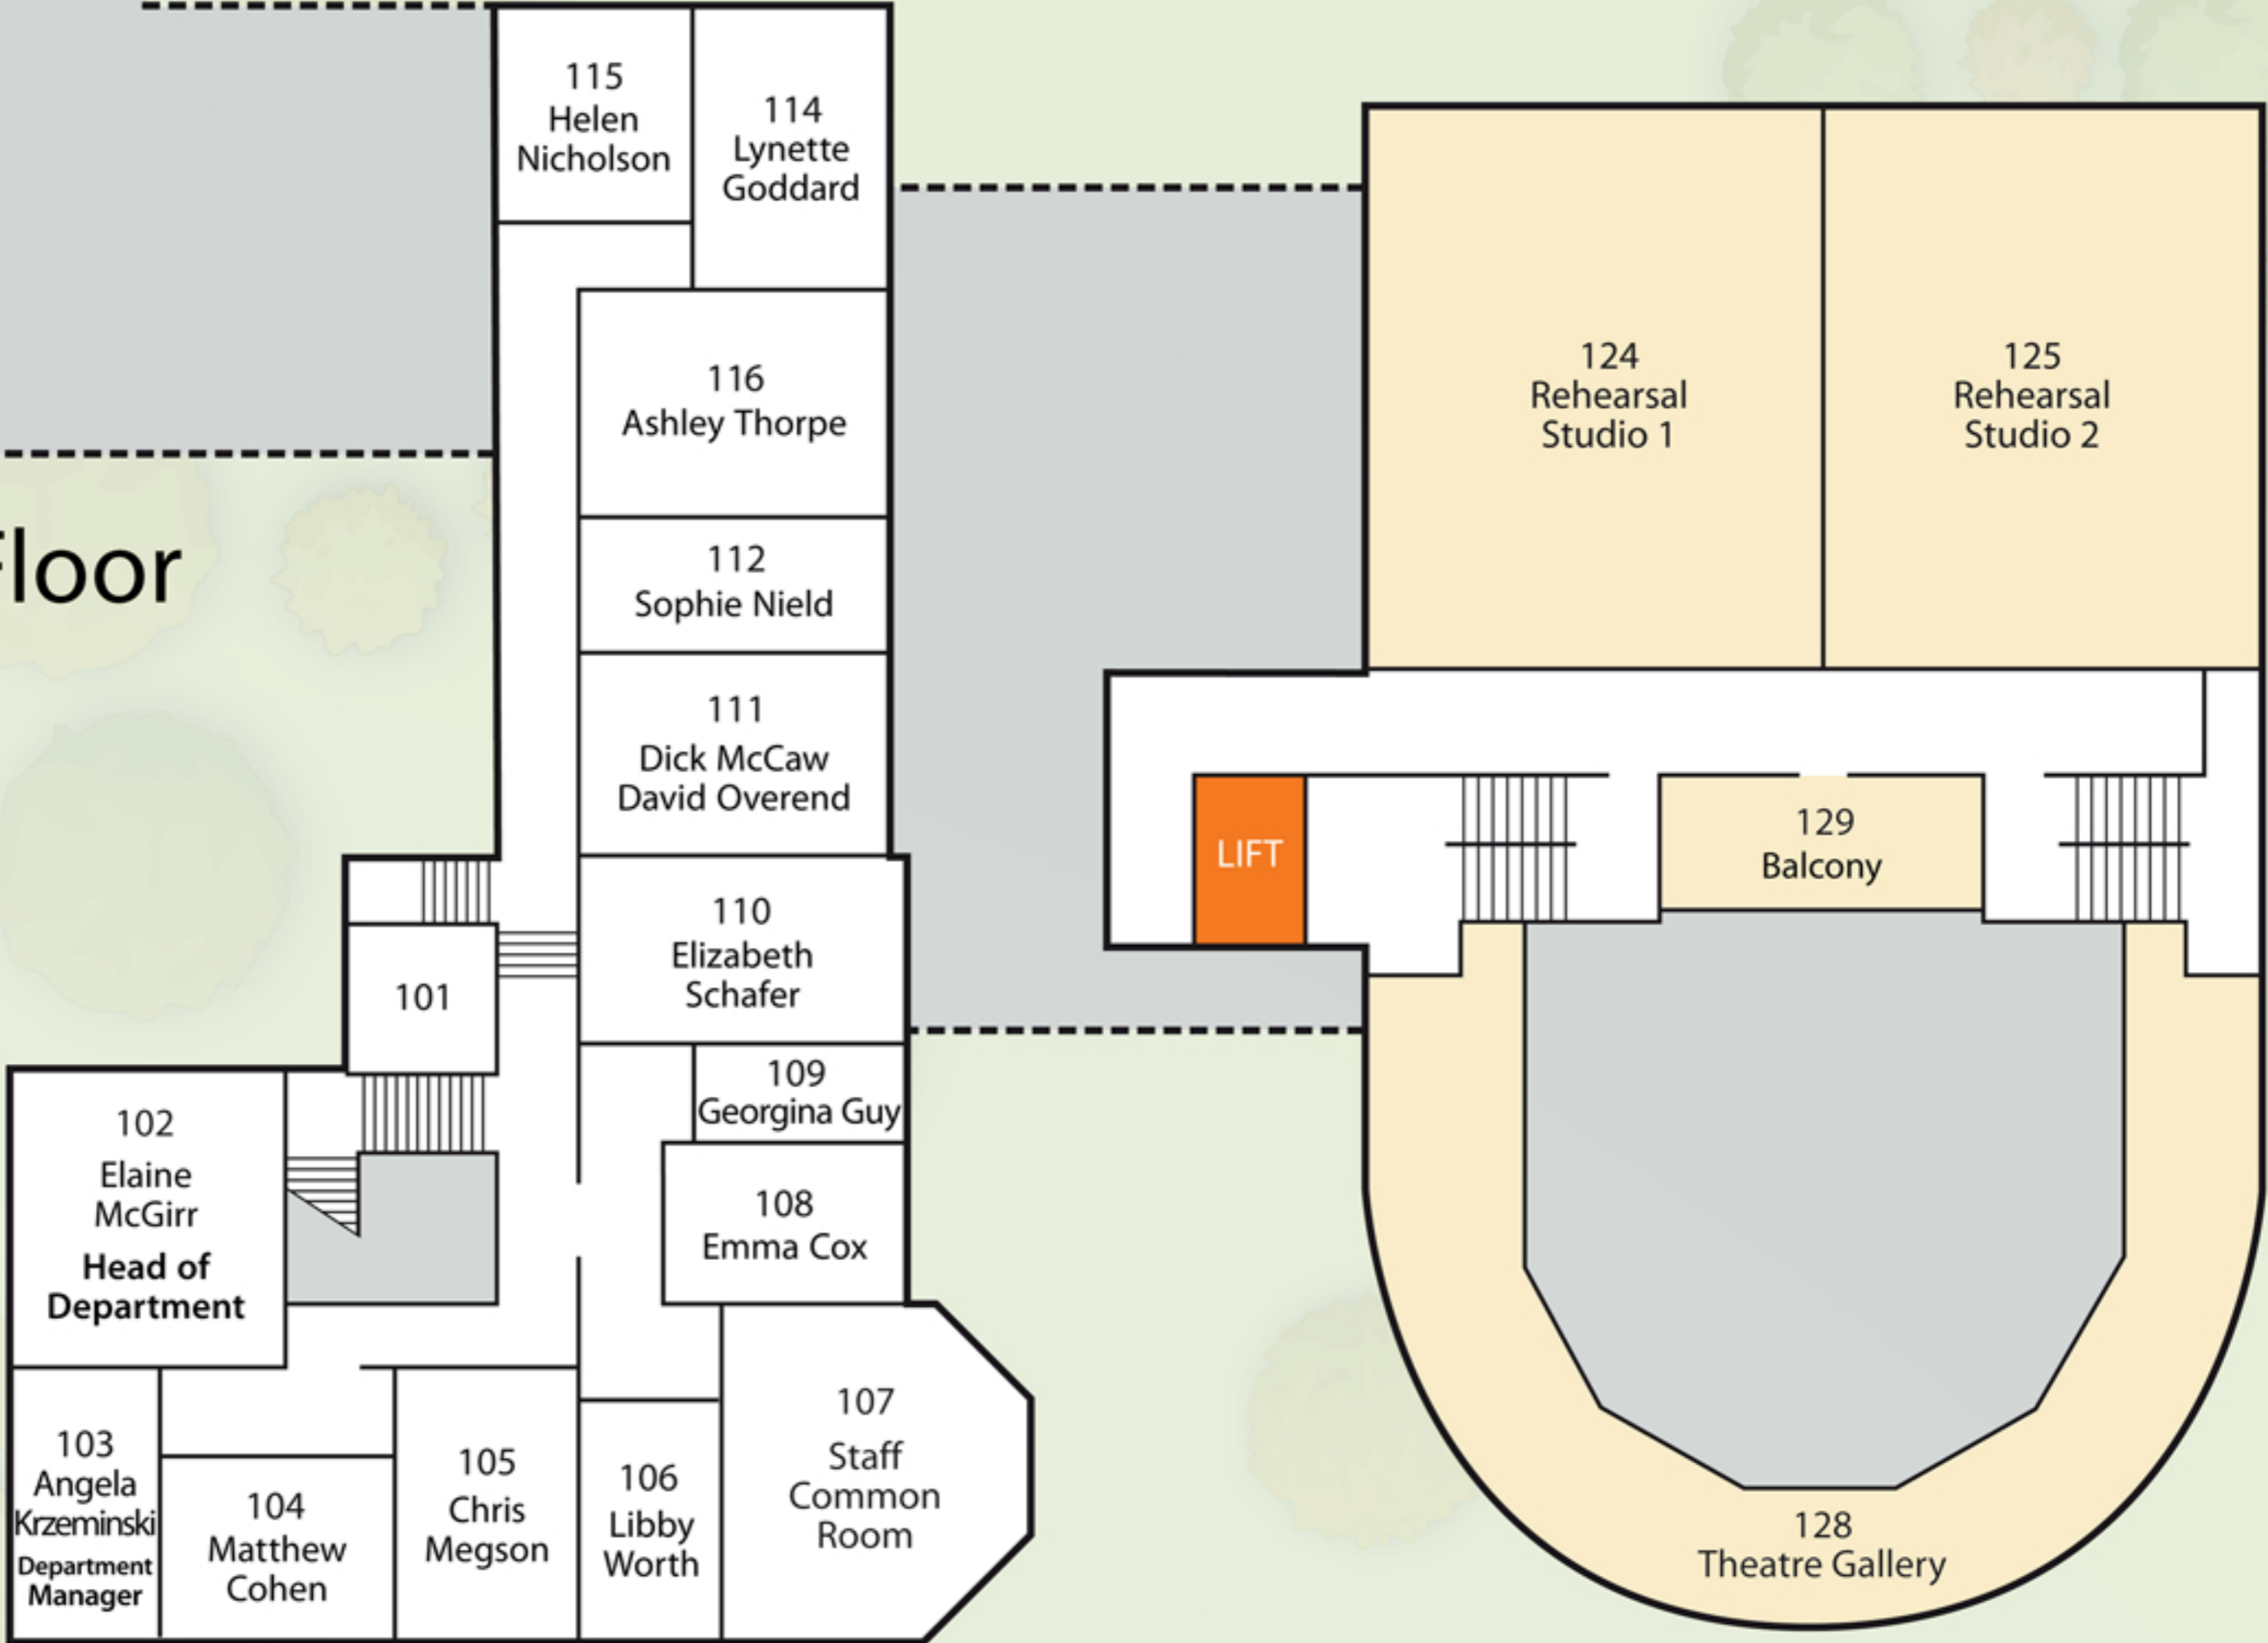 115
Helen
Nicholson
114
Lynette
Goddard
116
Ashley Thorpe
112
Sophie Nield
111
Dick McCaw
David Overend
110
Elizabeth
Schafer
101
109
Georgina Guy
108
Emma Cox
102
Elaine
McGirr
Head of
Department
103
Angela
Krzeminski
Department
Manager
104
Matthew
Cohen
105
Chris
Megson
106
Libby
Worth
107
Staff
Common
Room
Floor
124
Rehearsal
Studio 1
125
Rehearsal
Studio 2
LIFT
129
Balcony
128
Theatre Gallery